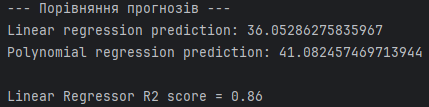 --- Порівняння прогнозів ---
Linear regression prediction: 36.05286275835967
Polynomial regression prediction: 41.082457469713944
Linear Regressor R2 score = 0.86